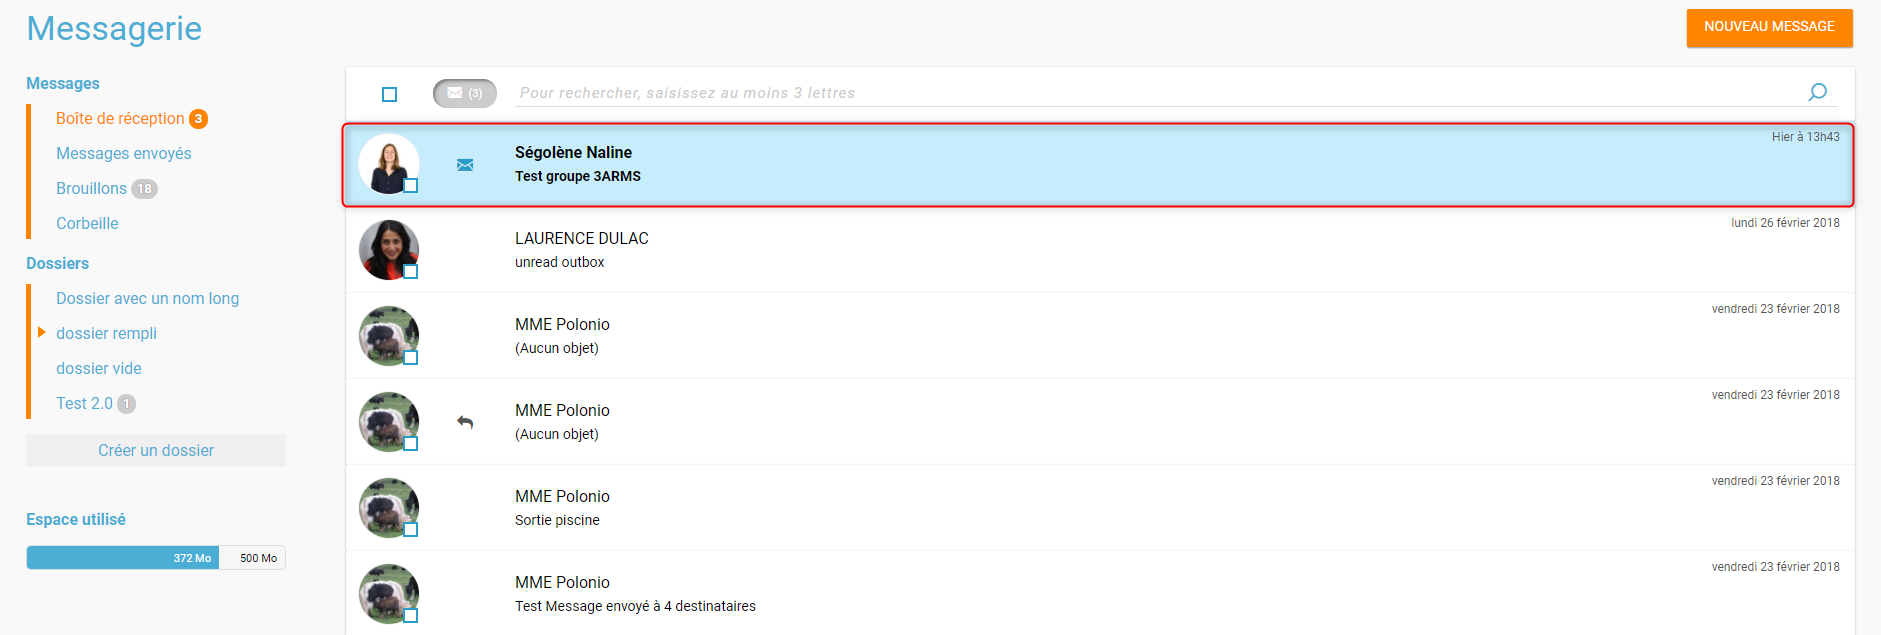 Messagerie
NOUVEAU MESSAGE
Messages
Boîte de réception 3
Messages envoyés
Brouillons 18
Corbeille
Dossiers
Dossier avec un nom long
dossier rempli
dossier vide
Test 2.0 1
Créer un dossier
Espace utilisé
372 Mo 500 Mo
(3) Pour rechercher, saisissez au moins 3 lettres
Hier à 13h43
Ségolène Naline
Test groupe 3ARMS
lundi 26 février 2018
LAURENCE DULAC
unread outbox
vendredi 23 février 2018
MME Polonio
(Aucun objet)
vendredi 23 février 2018
MME Polonio
(Aucun objet)
vendredi 23 février 2018
MME Polonio
Sortie piscine
vendredi 23 février 2018
MME Polonio
Test Message envoyé à 4 destinataires